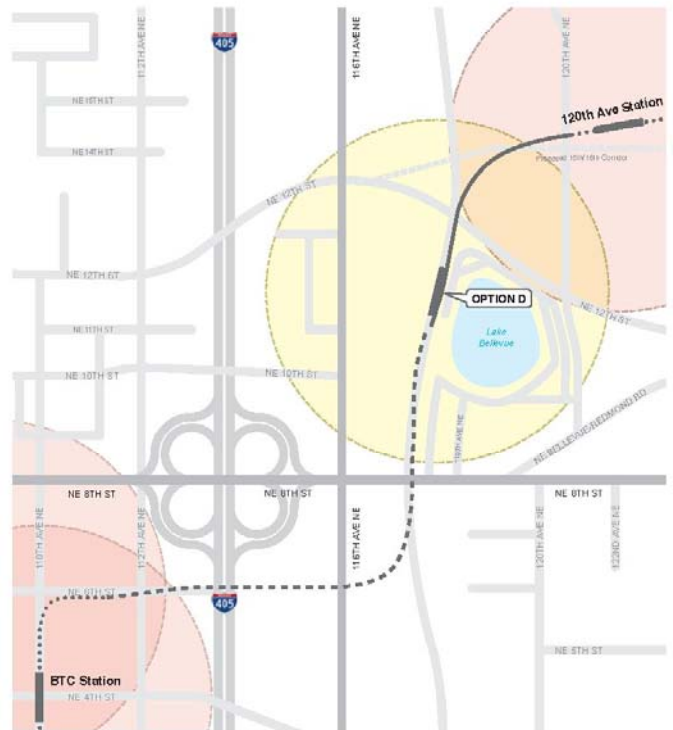 405
112TH AVE NE
116TH AVE NE
120TH AVE NE
NE 15TH ST
120th Ave Station
NE 14TH ST
NE 12TH ST
NE 12TH ST
OPTION D
NE 12TH ST
NE 11TH ST
Lake
Bellevue
NE 10TH ST
NE 10TH ST
NE BELLEVUE-REDMOND RD
NE 8TH ST
NE 8TH ST
NE 8TH ST
110TH AVE NE
112TH AVE NE
116TH AVE NE
120TH AVE NE
122ND AVE NE
NE 6TH ST
405
NE 5TH ST
BTC Station
NE 4TH ST